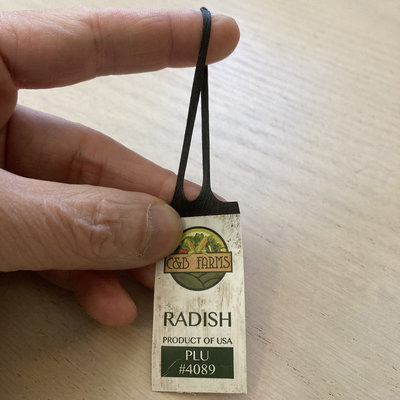 C&B FARMS
RADISH
PRODUCT OF USA
PLU
#4089